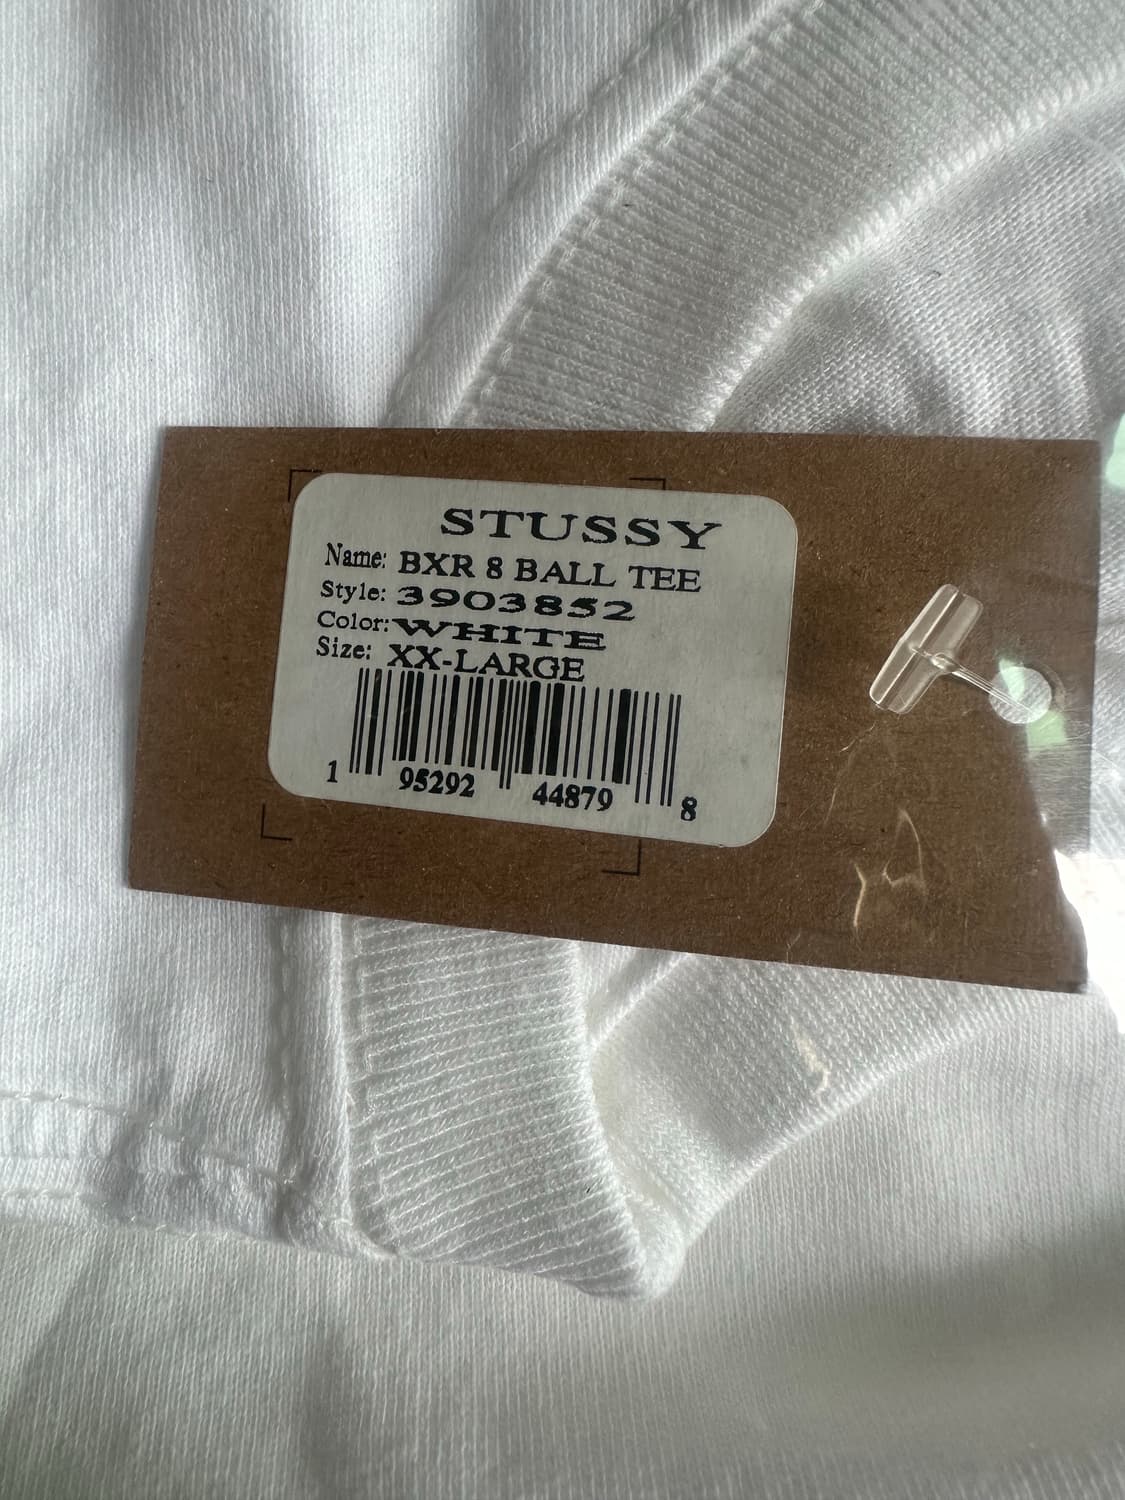 STUSSY
Name: BXR 8 BALL TEE
Style: 3903852
Color: WHITE
Size: XX-LARGE
1 95292 44879 8